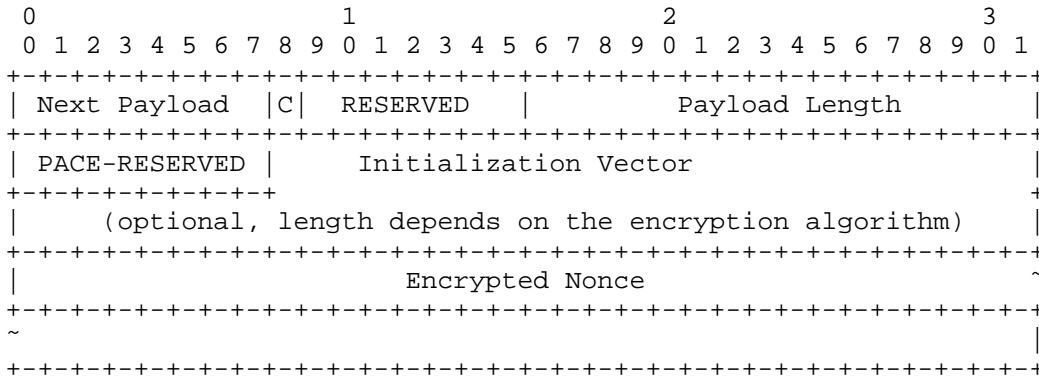 0                   1                   2                   3
 0 1 2 3 4 5 6 7 8 9 0 1 2 3 4 5 6 7 8 9 0 1 2 3 4 5 6 7 8 9 0 1
+-+-+-+-+-+-+-+-+-+-+-+-+-+-+-+-+-+-+-+-+-+-+-+-+-+-+-+-+-+-+-+-+
| Next Payload  |C|  RESERVED   |         Payload Length        |
+-+-+-+-+-+-+-+-+-+-+-+-+-+-+-+-+-+-+-+-+-+-+-+-+-+-+-+-+-+-+-+-+
| PACE-RESERVED |     Initialization Vector                     |
+-+-+-+-+-+-+-+-+                                               +
|     (optional, length depends on the encryption algorithm)    |
+-+-+-+-+-+-+-+-+-+-+-+-+-+-+-+-+-+-+-+-+-+-+-+-+-+-+-+-+-+-+-+-+
|                        Encrypted Nonce                        ~
+-+-+-+-+-+-+-+-+-+-+-+-+-+-+-+-+-+-+-+-+-+-+-+-+-+-+-+-+-+-+-+-+
~                                                               |
+-+-+-+-+-+-+-+-+-+-+-+-+-+-+-+-+-+-+-+-+-+-+-+-+-+-+-+-+-+-+-+-+